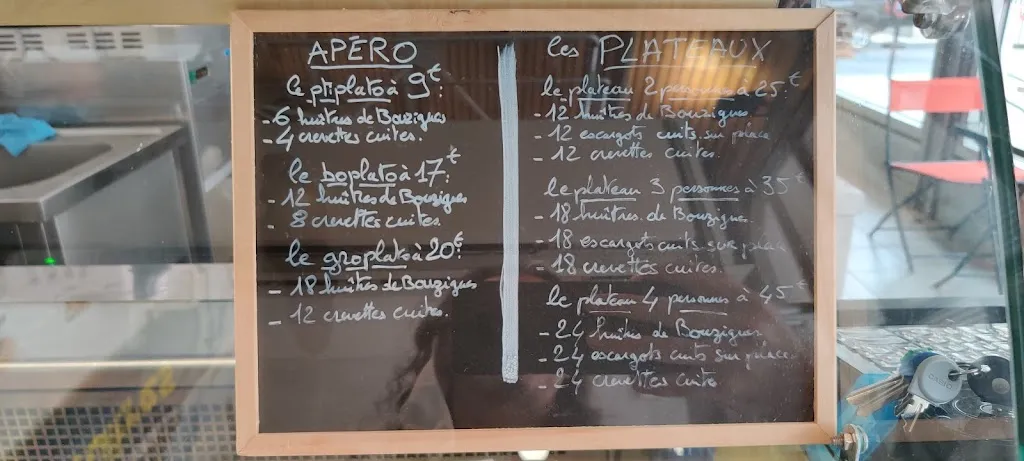 APÉRO
le ptiplato à 9€:
- 6 huîtres de Bouzigues
- 4 crevettes cuites.
le boplato à 17€:
- 12 huîtres de Bouzigues
- 8 crevettes cuites.
le groplato à 20€:
- 18 huîtres de Bouzigues
- 12 crevettes cuites.
les PLATEAUX
le plateau 2 personnes à 25€:
- 12 huîtres de Bouzigues
- 12 escargots cuits sur place
- 12 crevettes cuites.
le plateau 3 personnes à 35€
- 18 huîtres de Bouzigues
- 18 escargots cuits sur place
- 18 crevettes cuites.
le plateau 4 personnes à 45€
- 24 huîtres de Bouzigues
- 24 escargots cuits sur place
- 24 crevettes cuites